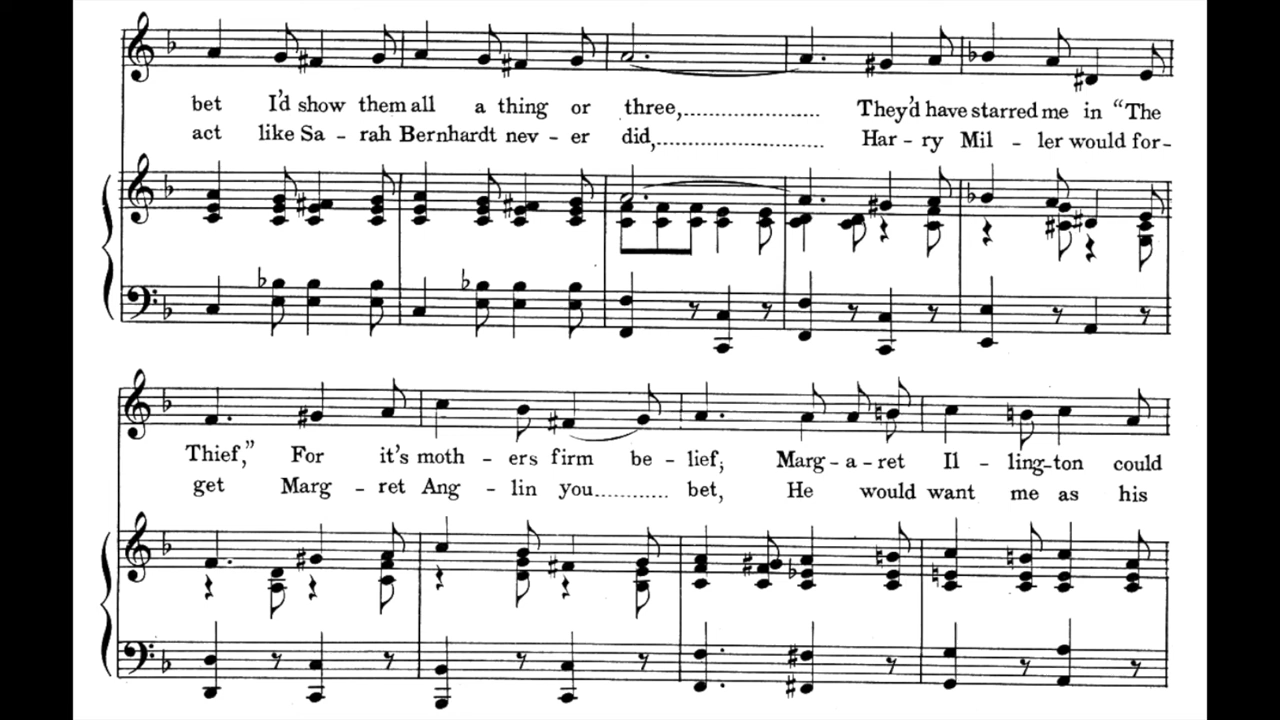 bet I'd show them all a thing or three,...................... They'd have starred me in "The
act like Sa - rah Bernhardt nev - er did,........................... Har - ry Mil - ler would for-
Thief," For it's moth - ers firm be - lief; Marg - a - ret Il - ling-ton could
get Marg - ret Ang - lin you............ bet, He would want me as his